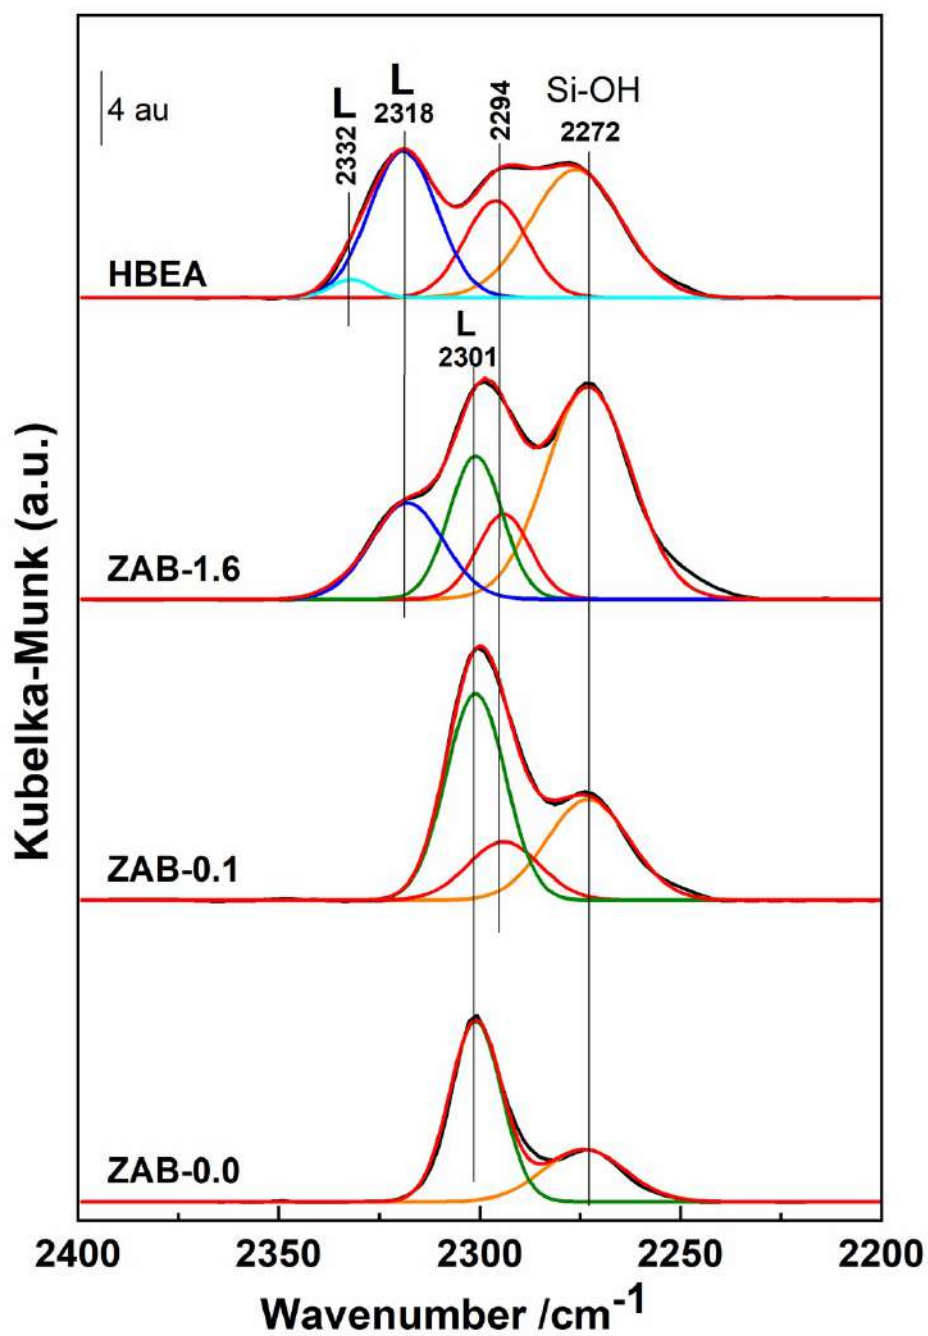 4 au
L
2332
L
2318
2294
Si-OH
2272
HBEA
L
2301
ZAB-1.6
ZAB-0.1
ZAB-0.0
Kubelka-Munk (a.u.)
2400 2350 2300 2250 2200
Wavenumber /cm⁻¹